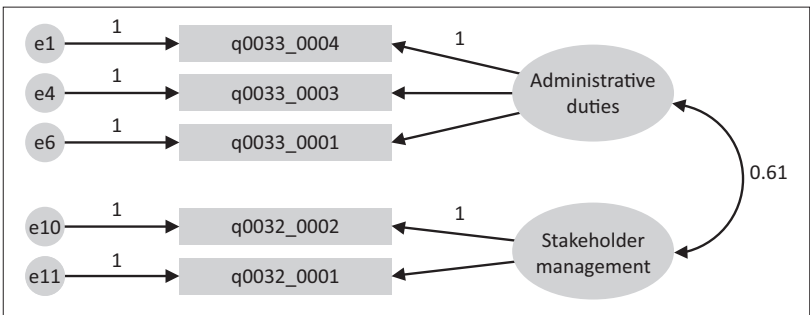 e1 1 q0033_0004 1
e4 1 q0033_0003
e6 1 q0033_0001
Administrative
duties
0.61
e10 1 q0032_0002 1
e11 1 q0032_0001
Stakeholder
management